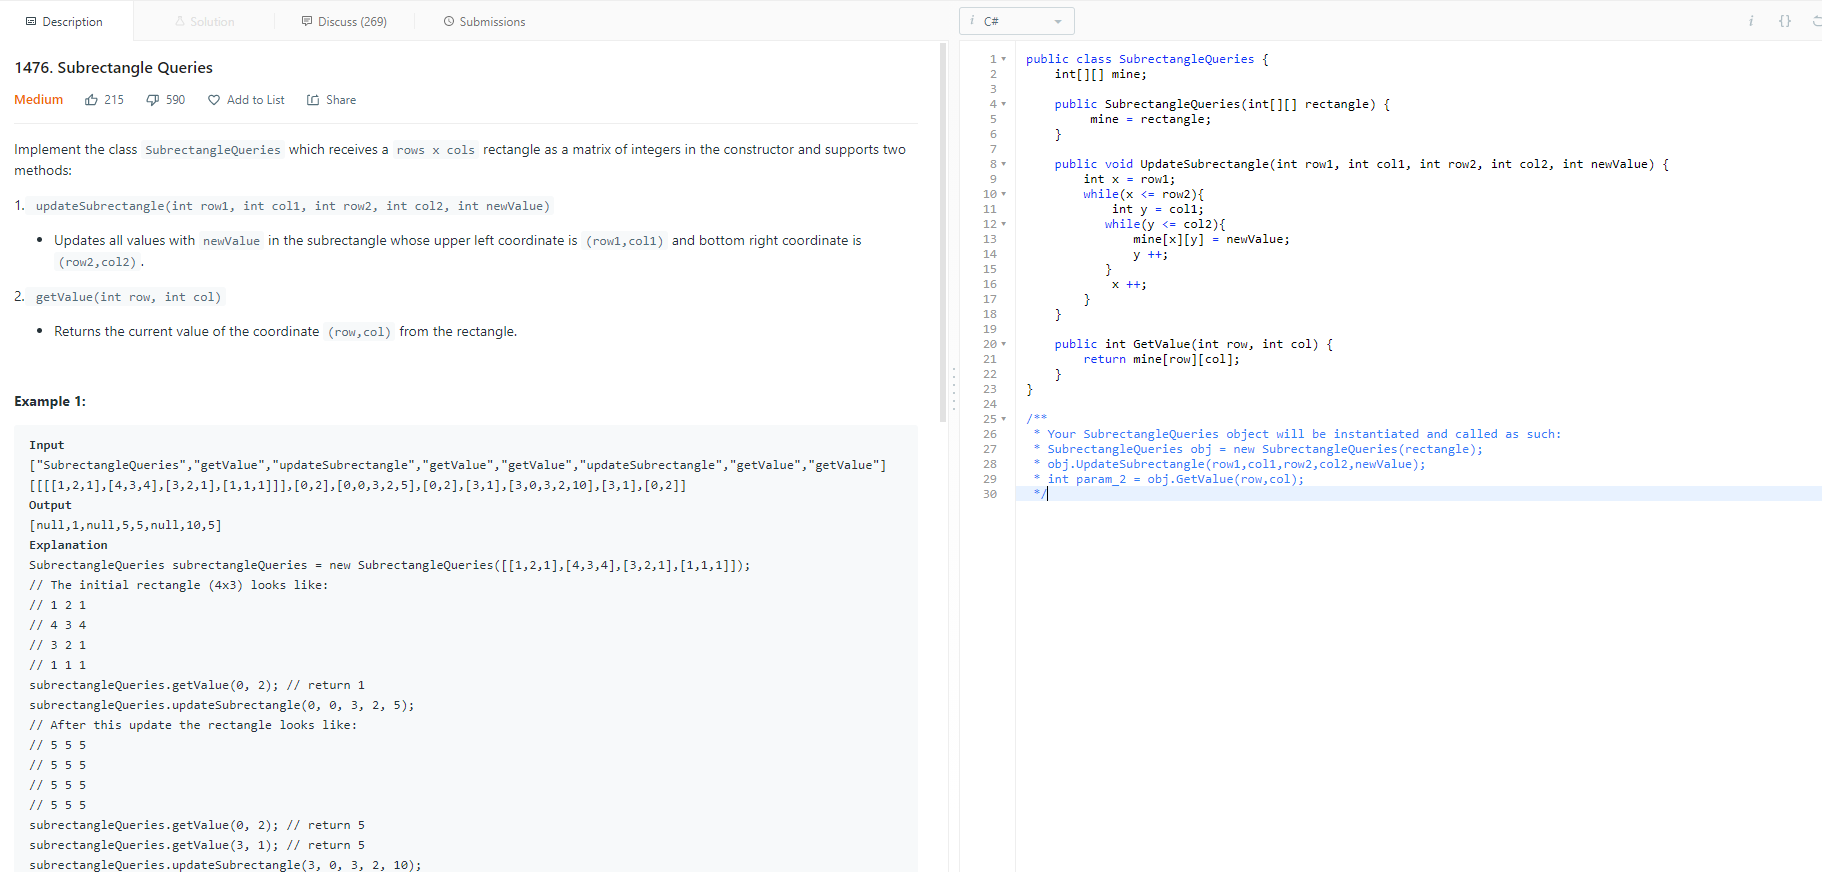 Description
Solution
Discuss (269)
Submissions
1476. Subrectangle Queries
Medium 215 590 Add to List Share
Implement the class SubrectangleQueries which receives a rows x cols rectangle as a matrix of integers in the constructor and supports two
methods:
1. updateSubrectangle(int row1, int col1, int row2, int col2, int newValue)
• Updates all values with newValue in the subrectangle whose upper left coordinate is (row1,col1) and bottom right coordinate is
(row2,col2) .
2. getValue(int row, int col)
• Returns the current value of the coordinate (row,col) from the rectangle.
Example 1:
Input
["SubrectangleQueries","getValue","updateSubrectangle","getValue","getValue","updateSubrectangle","getValue","getValue"]
[[[[1,2,1],[4,3,4],[3,2,1],[1,1,1]]],[0,2],[0,0,3,2,5],[0,2],[3,1],[3,0,3,2,10],[3,1],[0,2]]
Output
[null,1,null,5,5,null,10,5]
Explanation
SubrectangleQueries subrectangleQueries = new SubrectangleQueries([[1,2,1],[4,3,4],[3,2,1],[1,1,1]]);
// The initial rectangle (4x3) looks like:
// 1 2 1
// 4 3 4
// 3 2 1
// 1 1 1
subrectangleQueries.getValue(0, 2); // return 1
subrectangleQueries.updateSubrectangle(0, 0, 3, 2, 5);
// After this update the rectangle looks like:
// 5 5 5
// 5 5 5
// 5 5 5
// 5 5 5
subrectangleQueries.getValue(0, 2); // return 5
subrectangleQueries.getValue(3, 1); // return 5
subrectangleQueries.updateSubrectangle(3, 0, 3, 2, 10);
i C#
i {}
1 public class SubrectangleQueries {
2 int[][] mine;
3
4 public SubrectangleQueries(int[][] rectangle) {
5 mine = rectangle;
6 }
7
8 public void UpdateSubrectangle(int row1, int col1, int row2, int col2, int newValue) {
9 int x = row1;
10 while(x <= row2){
11 int y = col1;
12 while(y <= col2){
13 mine[x][y] = newValue;
14 y ++;
15 }
16 x ++;
17 }
18 }
19
20 public int GetValue(int row, int col) {
21 return mine[row][col];
22 }
23 }
24
25 /**
26 * Your SubrectangleQueries object will be instantiated and called as such:
27 * SubrectangleQueries obj = new SubrectangleQueries(rectangle);
28 * obj.UpdateSubrectangle(row1,col1,row2,col2,newValue);
29 * int param_2 = obj.GetValue(row,col);
30 */